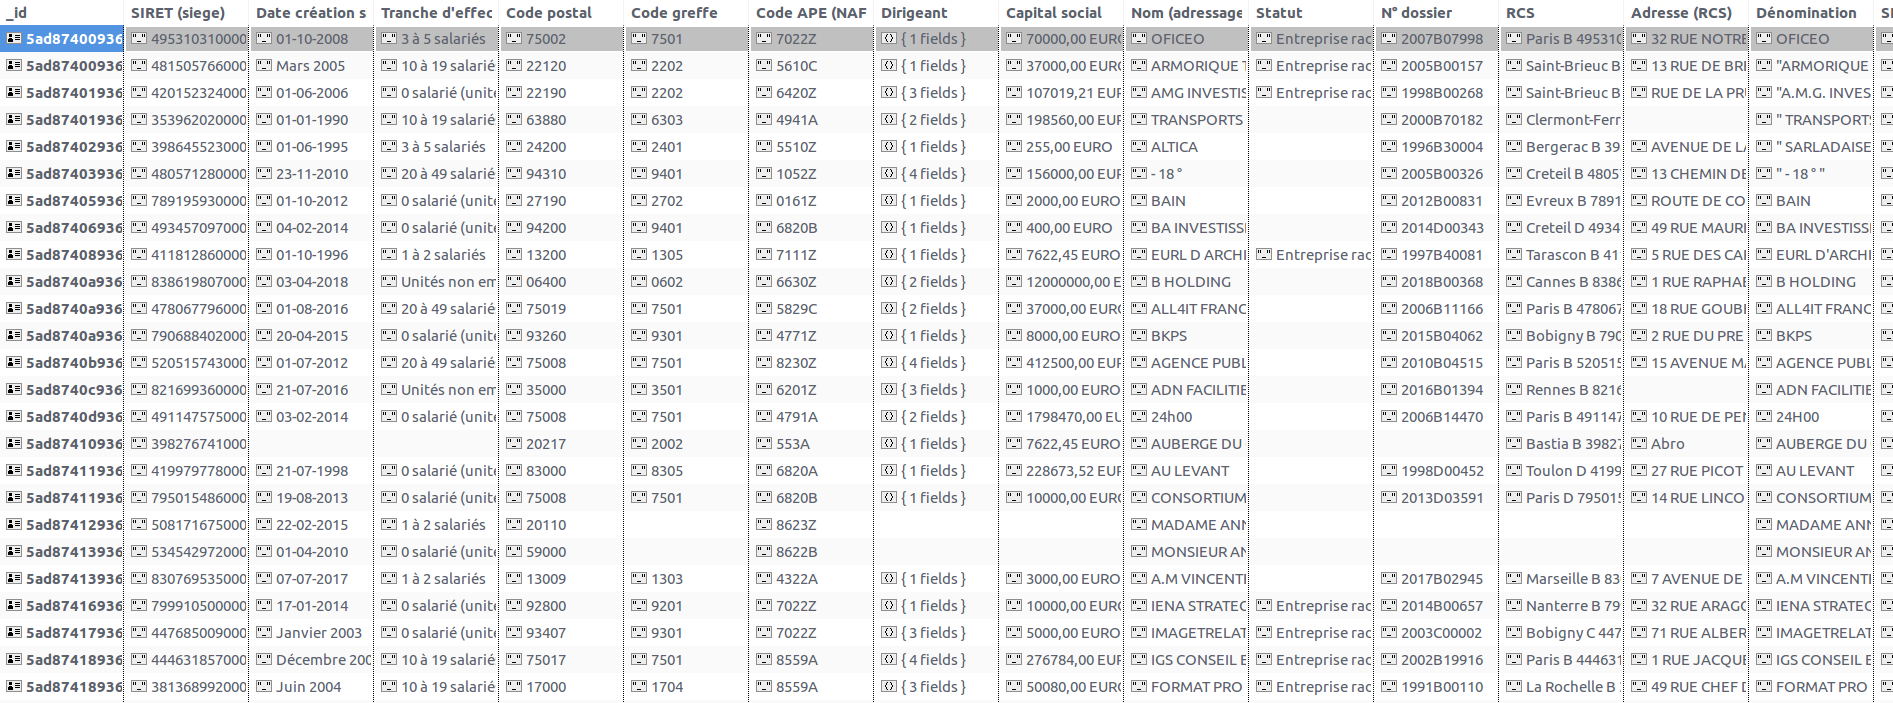 _id SIRET (siege) Date création s Tranche d'effec Code postal Code greffe Code APE (NAF Dirigeant Capital social Nom (adressage Statut N° dossier RCS Adresse (RCS) Dénomination
5ad87400936 495310310000 01-10-2008 3 à 5 salariés 75002 7501 7022Z { 1 fields } 70000,00 EUR OFICEO Entreprise rac 2007B07998 Paris B 495310 32 RUE NOTRE OFICEO
5ad87400936 481505766000 Mars 2005 10 à 19 salarié 22120 2202 5610C { 1 fields } 37000,00 EUR ARMORIQUE T Entreprise rac 2005B00157 Saint-Brieuc B 13 RUE DE BRI "ARMORIQUE
5ad87401936 420152324000 01-06-2006 0 salarié (unit 22190 2202 6420Z { 3 fields } 107019,21 EUR AMG INVESTIS Entreprise rac 1998B00268 Saint-Brieuc B RUE DE LA PR "A.M.G. INVES
5ad87401936 353962020000 01-01-1990 10 à 19 salarié 63880 6303 4941A { 2 fields } 198560,00 EUR TRANSPORTS 2000B70182 Clermont-Ferr " TRANSPORT
5ad87402936 398645523000 01-06-1995 3 à 5 salariés 24200 2401 5510Z { 1 fields } 255,00 EURO ALTICA 1996B30004 Bergerac B 39 AVENUE DE LA " SARLADAISE
5ad87403936 480571280000 23-11-2010 20 à 49 salarié 94310 9401 1052Z { 4 fields } 156000,00 EUR - 18 ° 2005B00326 Creteil B 4805 13 CHEMIN DE " - 18 ° "
5ad87405936 789195930000 01-10-2012 0 salarié (unit 27190 2702 0161Z { 1 fields } 2000,00 EURO BAIN 2012B00831 Evreux B 7891 ROUTE DE CO BAIN
5ad87406936 493457097000 04-02-2014 0 salarié (unit 94200 9401 6820B { 1 fields } 400,00 EURO BA INVESTISS 2014D00343 Creteil D 4934 49 RUE MAURI BA INVESTISS
5ad87408936 411812860000 01-10-1996 1 à 2 salariés 13200 1305 7111Z { 1 fields } 7622,45 EURO EURL D ARCHI Entreprise rac 1997B40081 Tarascon B 41 5 RUE DES CAI EURL D'ARCHI
5ad8740a936 838619807000 03-04-2018 Unités non em 06400 0602 6630Z { 2 fields } 12000000,00 E B HOLDING 2018B00368 Cannes B 8386 1 RUE RAPHAE B HOLDING
5ad8740a936 478067796000 01-08-2016 20 à 49 salarié 75019 7501 5829C { 2 fields } 37000,00 EUR ALL4IT FRANC 2006B11166 Paris B 478067 18 RUE GOUBI ALL4IT FRANC
5ad8740a936 790688402000 20-04-2015 0 salarié (unit 93260 9301 4771Z { 1 fields } 8000,00 EURO BKPS 2015B04062 Bobigny B 790 2 RUE DU PRE BKPS
5ad8740b936 520515743000 01-07-2012 20 à 49 salarié 75008 7501 8230Z { 4 fields } 412500,00 EUR AGENCE PUBL 2010B04515 Paris B 520515 15 AVENUE M AGENCE PUBL
5ad8740c936 821699360000 21-07-2016 Unités non em 35000 3501 6201Z { 3 fields } 1000,00 EURO ADN FACILITIE 2016B01394 Rennes B 8216 ADN FACILITIE
5ad8740d936 491147575000 03-02-2014 0 salarié (unit 75008 7501 4791A { 2 fields } 1798470,00 EU 24h00 2006B14470 Paris B 491147 10 RUE DE PEN 24H00
5ad87410936 398276741000 20217 2002 553A { 1 fields } 7622,45 EURO AUBERGE DU Bastia B 39827 Abro AUBERGE DU
5ad87411936 419979778000 21-07-1998 0 salarié (unit 83000 8305 6820A { 1 fields } 228673,52 EUR AU LEVANT 1998D00452 Toulon D 4199 27 RUE PICOT AU LEVANT
5ad87411936 795015486000 19-08-2013 0 salarié (unit 75008 7501 6820B { 1 fields } 10000,00 EUR CONSORTIUM 2013D03591 Paris D 795015 14 RUE LINCO CONSORTIUM
5ad87412936 508171675000 22-02-2015 1 à 2 salariés 20110 8623Z MADAME ANN MADAME ANN
5ad87413936 534542972000 01-04-2010 0 salarié (unit 59000 8622B MONSIEUR AN MONSIEUR AN
5ad87413936 830769535000 07-07-2017 1 à 2 salariés 13009 1303 4322A { 1 fields } 3000,00 EURO A.M VINCENTI 2017B02945 Marseille B 83 7 AVENUE DE A.M VINCENTI
5ad87416936 799910500000 17-01-2014 0 salarié (unit 92800 9201 7022Z { 1 fields } 10000,00 EUR IENA STRATEG Entreprise rac 2014B00657 Nanterre B 79 32 RUE ARAGO IENA STRATEG
5ad87417936 447685009000 Janvier 2003 0 salarié (unit 93407 9301 7022Z { 3 fields } 5000,00 EURO IMAGETRELAT Entreprise rac 2003C00002 Bobigny C 447 71 RUE ALBER IMAGETRELAT
5ad87418936 444631857000 Décembre 200 10 à 19 salarié 75017 7501 8559A { 4 fields } 276784,00 EUR IGS CONSEIL E Entreprise rac 2002B19916 Paris B 444631 1 RUE JACQUE IGS CONSEIL E
5ad87418936 381368992000 Juin 2004 10 à 19 salarié 17000 1704 8559A { 3 fields } 50080,00 EUR FORMAT PRO Entreprise rac 1991B00110 La Rochelle B 49 RUE CHEF D FORMAT PRO